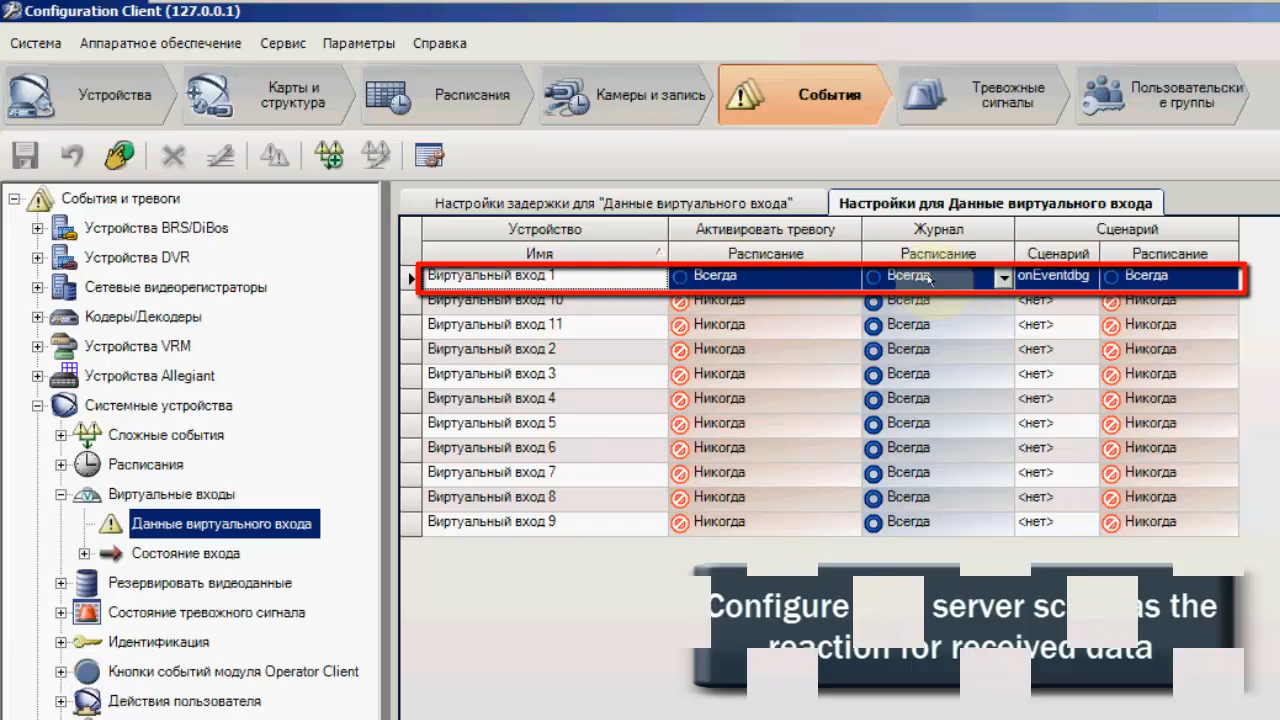 Configuration Client (127.0.0.1)
Система Аппаратное обеспечение Сервис Параметры Справка
Устройства
Карты и структура
Расписания
Камеры и запись
События
Тревожные сигналы
Пользовательски е группы
События и тревоги
Устройства BRS/DiBos
Устройства DVR
Сетевые видеорегистраторы
Кодеры/Декодеры
Устройства VRM
Устройства Allegiant
Системные устройства
Сложные события
Расписания
Виртуальные входы
Данные виртуального входа
Состояние входа
Резервировать видеоданные
Состояние тревожного сигнала
Идентификация
Кнопки событий модуля Operator Client
Действия пользователя
Настройки задержки для "Данные виртуального входа" Настройки для Данные виртуального входа
Устройство Активировать тревогу Журнал Сценарий
Имя Расписание Расписание Сценарий Расписание
Виртуальный вход 1 Всегда Всегда onEventdbg Всегда
Виртуальный вход 10 Никогда Всегда <нет> Никогда
Виртуальный вход 11 Никогда Всегда <нет> Никогда
Виртуальный вход 2 Никогда Всегда <нет> Никогда
Виртуальный вход 3 Никогда Всегда <нет> Никогда
Виртуальный вход 4 Никогда Всегда <нет> Никогда
Виртуальный вход 5 Никогда Всегда <нет> Никогда
Виртуальный вход 6 Никогда Всегда <нет> Никогда
Виртуальный вход 7 Никогда Всегда <нет> Никогда
Виртуальный вход 8 Никогда Всегда <нет> Никогда
Виртуальный вход 9 Никогда Всегда <нет> Никогда
Configure server as the
reaction for received data